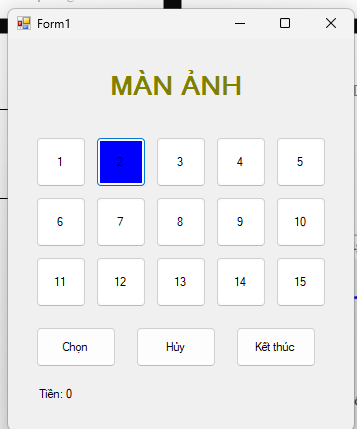 Form1
MÀN ẢNH
1 2 3 4 5
6 7 8 9 10
11 12 13 14 15
Chọn Hủy Kết thúc
Tiền: 0